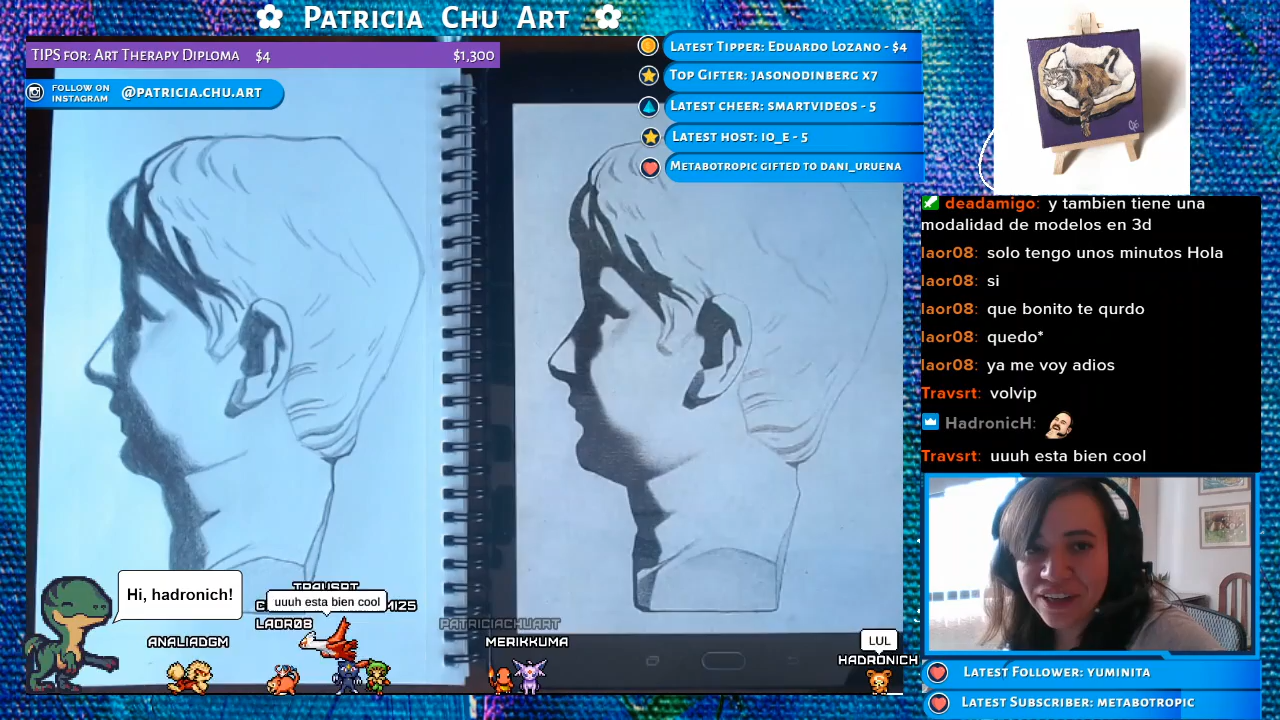 ✿ Patricia Chu Art ✿
TIPS for: Art Therapy Diploma $4 $1,300
FOLLOW ON INSTAGRAM @PATRICIA.CHU.ART
Latest Tipper: Eduardo Lozano - $4
Top Gifter: jasonodinberg x7
Latest cheer: smartvideos - 5
Latest host: io_e - 5
Metabotropic gifted to dani_uruena
deadamigo: y tambien tiene una
modalidad de modelos en 3d
laor08: solo tengo unos minutos Hola
laor08: si
laor08: que bonito te qurdo
laor08: quedo*
laor08: ya me voy adios
Travsrt: volvip
HadronicH:
Travsrt: uuuh esta bien cool
Hi, hadronich!
TRAVSRT
uuuh esta bien cool
LAOR08
ANALIADGM
PATRICIACHUART
MERIKKUMA
LUL
HADRONICH
Latest Follower: yuminita
Latest Subscriber: metabotropic